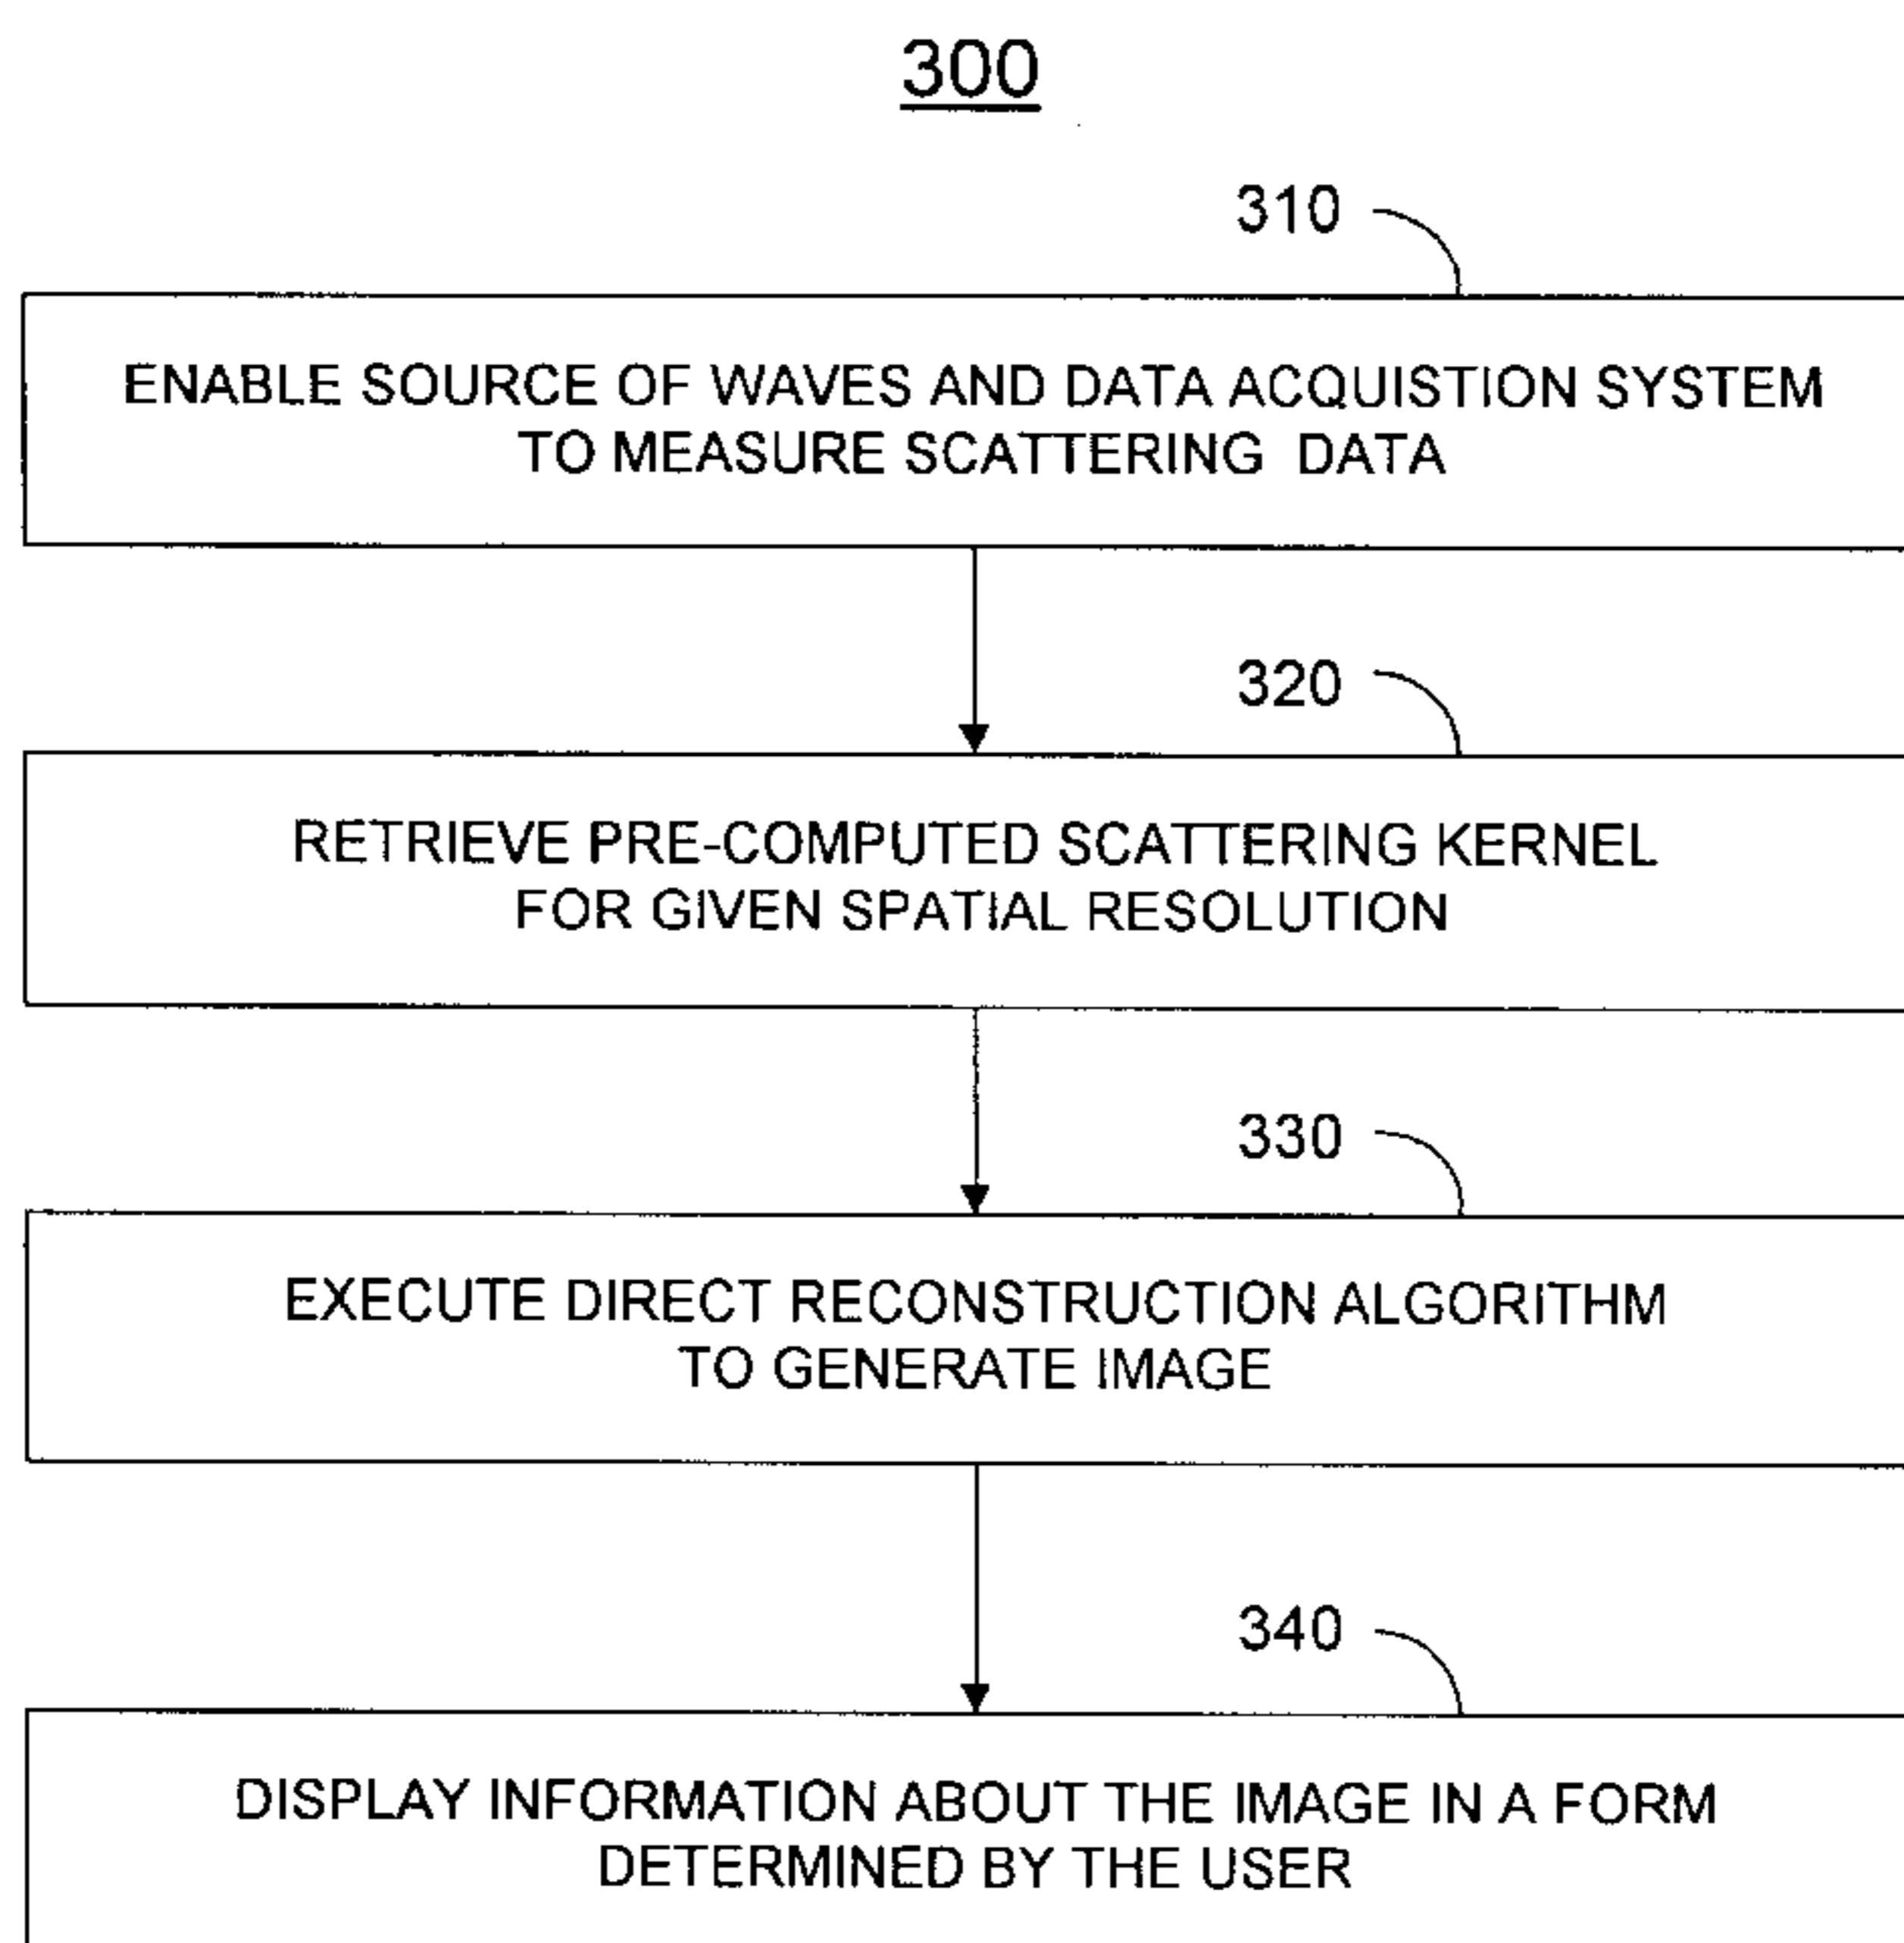 300
310
ENABLE SOURCE OF WAVES AND DATA ACQUISTION SYSTEM
TO MEASURE SCATTERING DATA
320
RETRIEVE PRE-COMPUTED SCATTERING KERNEL
FOR GIVEN SPATIAL RESOLUTION
330
EXECUTE DIRECT RECONSTRUCTION ALGORITHM
TO GENERATE IMAGE
340
DISPLAY INFORMATION ABOUT THE IMAGE IN A FORM
DETERMINED BY THE USER